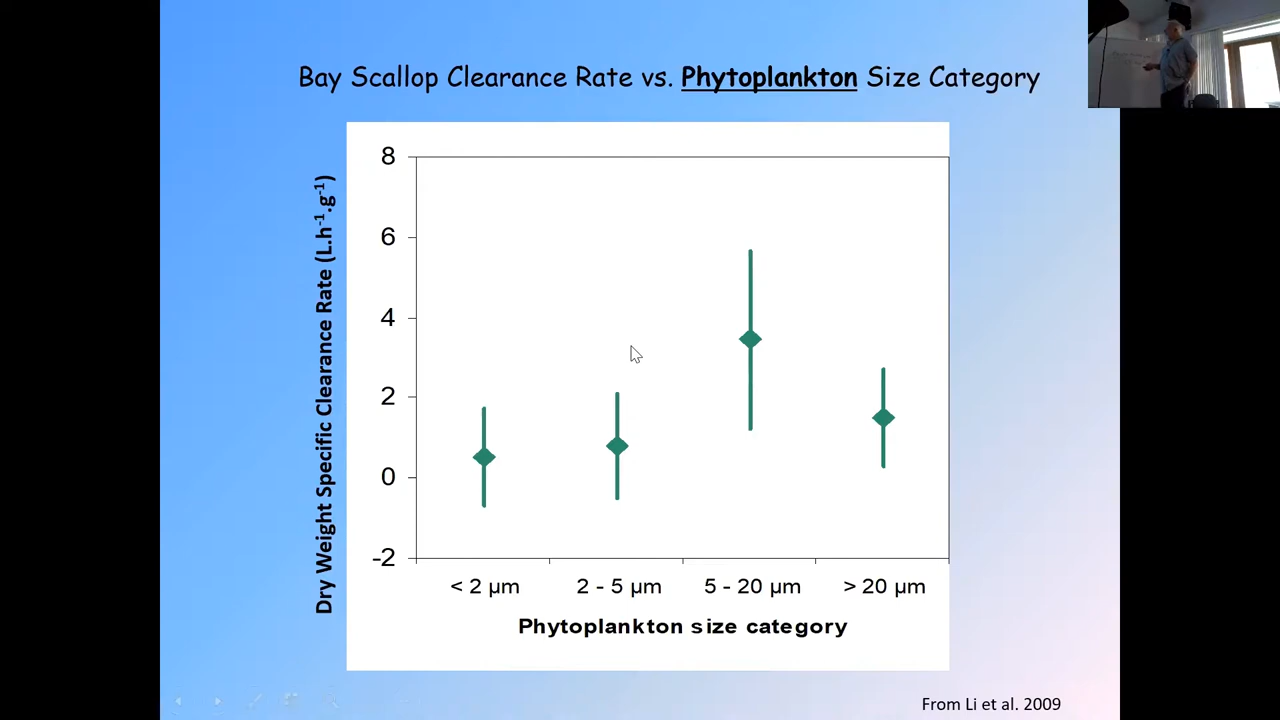 Bay Scallop Clearance Rate vs. Phytoplankton Size Category
Dry Weight Specific Clearance Rate (L.h⁻¹.g⁻¹)
8
6
4
2
0
-2
< 2 µm
2 - 5 µm
5 - 20 µm
> 20 µm
Phytoplankton size category
From Li et al. 2009